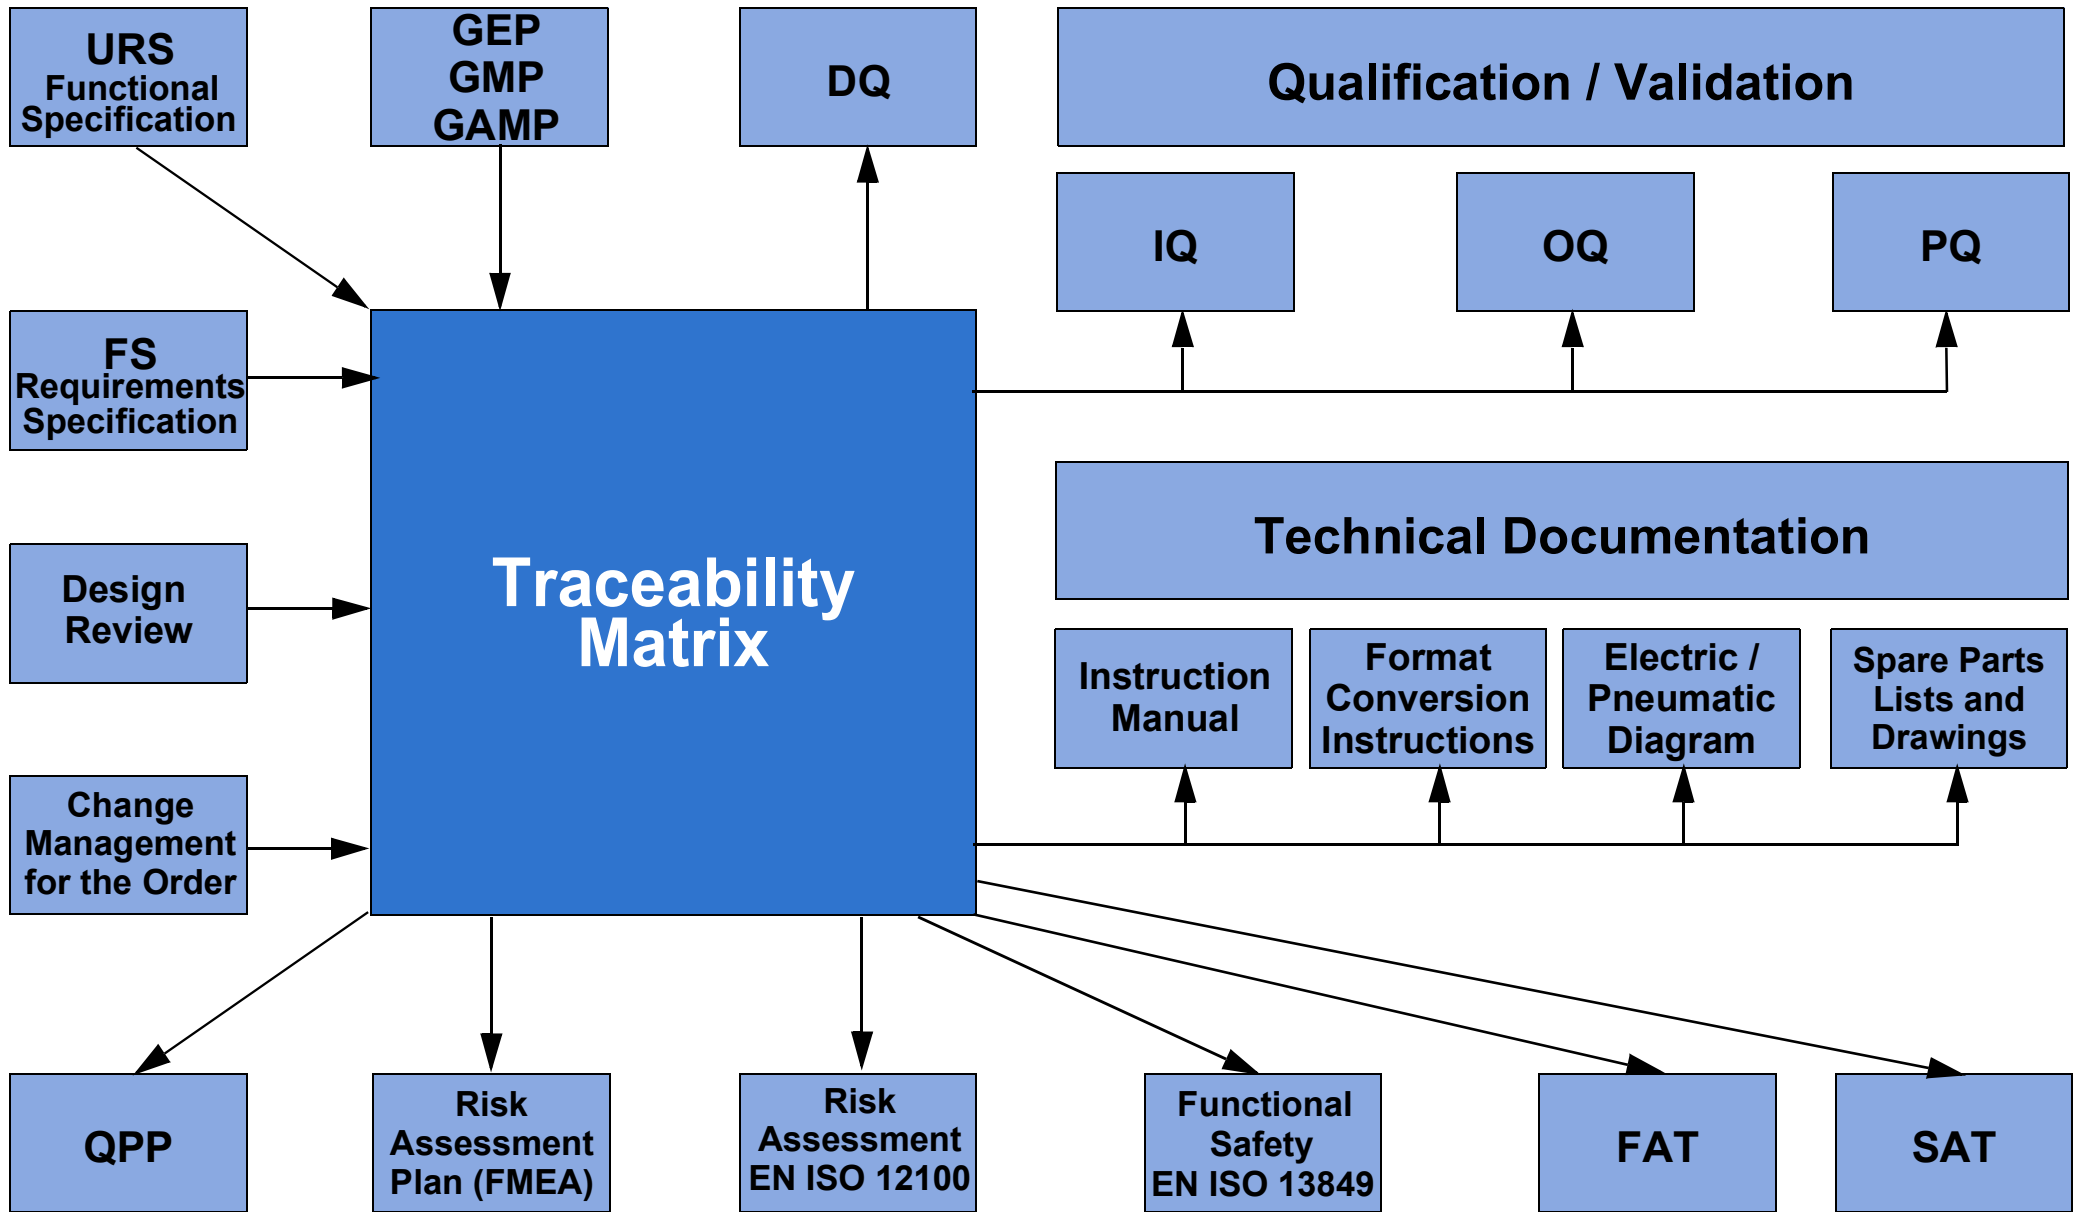 URS
Functional
Specification
GEP
GMP
GAMP
DQ
Qualification / Validation
IQ
OQ
PQ
FS
Requirements
Specification
Technical Documentation
Design
Review
Traceability
Matrix
Instruction
Manual
Format
Conversion
Instructions
Electric /
Pneumatic
Diagram
Spare Parts
Lists and
Drawings
Change
Management
for the Order
QPP
Risk
Assessment
Plan (FMEA)
Risk
Assessment
EN ISO 12100
Functional
Safety
EN ISO 13849
FAT
SAT